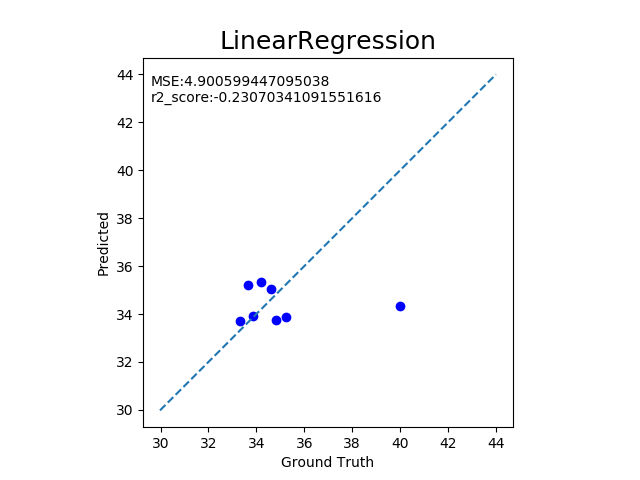 LinearRegression
44
MSE:4.900599447095038
r2_score:-0.23070341091551616
42
40
38
Predicted
36
34
32
30
30 32 34 36 38 40 42 44
Ground Truth